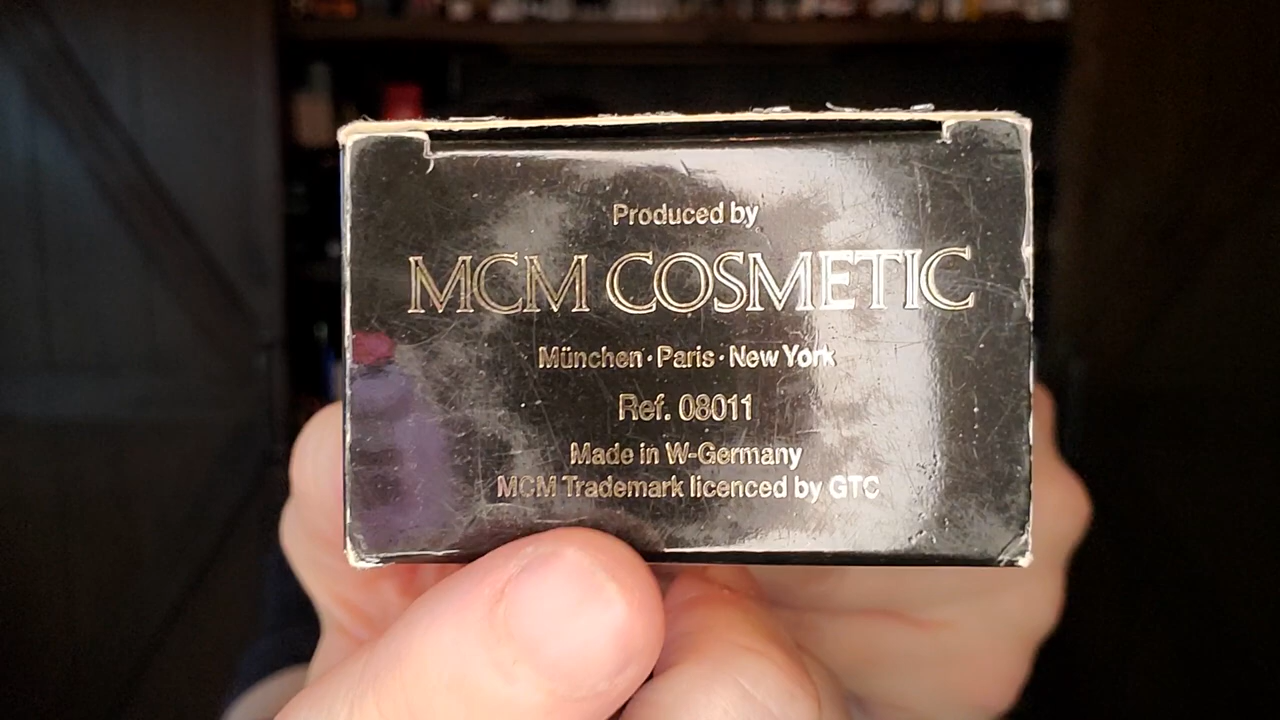 Produced by
MCM COSMETIC
München · Paris · New York
Ref. 08011
Made in W-Germany
MCM Trademark licenced by GTC